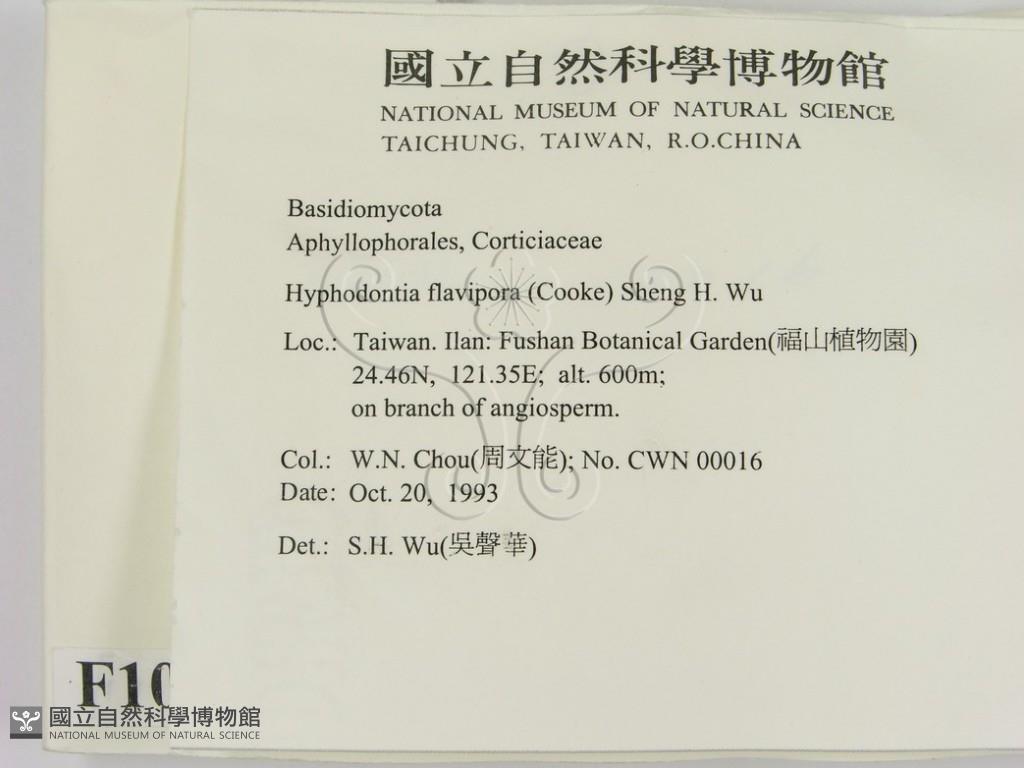 國立自然科學博物館
NATIONAL MUSEUM OF NATURAL SCIENCE
TAICHUNG, TAIWAN, R.O.CHINA
Basidiomycota
Aphyllophorales, Corticiaceae
Hyphodontia flavipora (Cooke) Sheng H. Wu
Loc.: Taiwan. Ilan: Fushan Botanical Garden(福山植物園)
24.46N, 121.35E; alt. 600m;
on branch of angiosperm.
Col.: W.N. Chou(周文能); No. CWN 00016
Date: Oct. 20, 1993
Det.: S.H. Wu(吳聲華)
F10
國立自然科學博物館
NATIONAL MUSEUM OF NATURAL SCIENCE